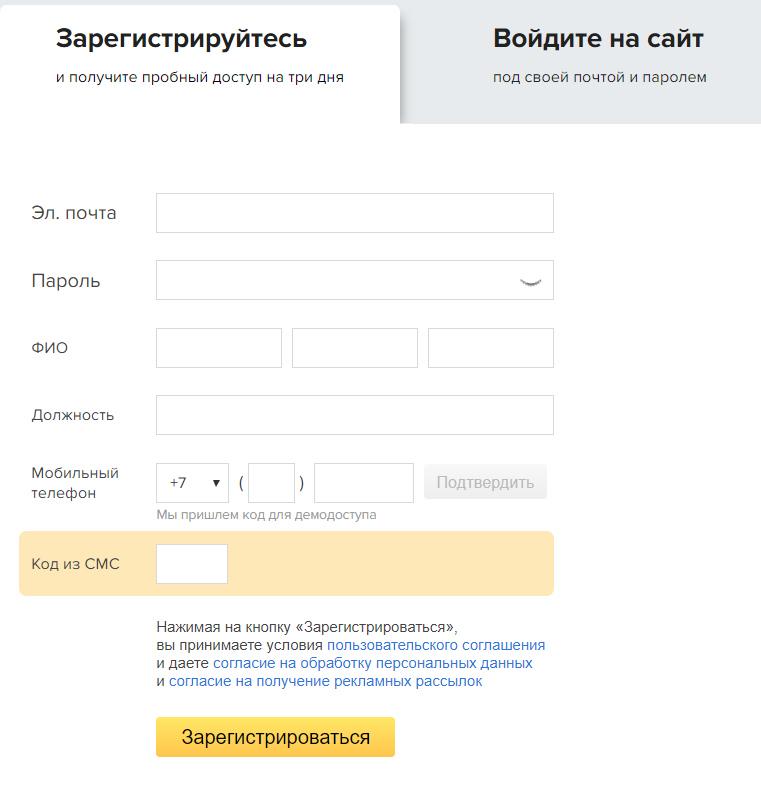 Зарегистрируйтесь
и получите пробный доступ на три дня
Войдите на сайт
под своей почтой и паролем
Эл. почта
Пароль
ФИО
Должность
Мобильный
телефон
+7 ▼ ( )
Подтвердить
Мы пришлем код для демодоступа
Код из СМС
Нажимая на кнопку «Зарегистрироваться»,
вы принимаете условия пользовательского соглашения
и даете согласие на обработку персональных данных
и согласие на получение рекламных рассылок
Зарегистрироваться